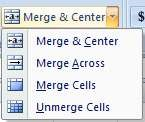 Merge & Center $
Merge & Center
Merge Across
Merge Cells
Unmerge Cells